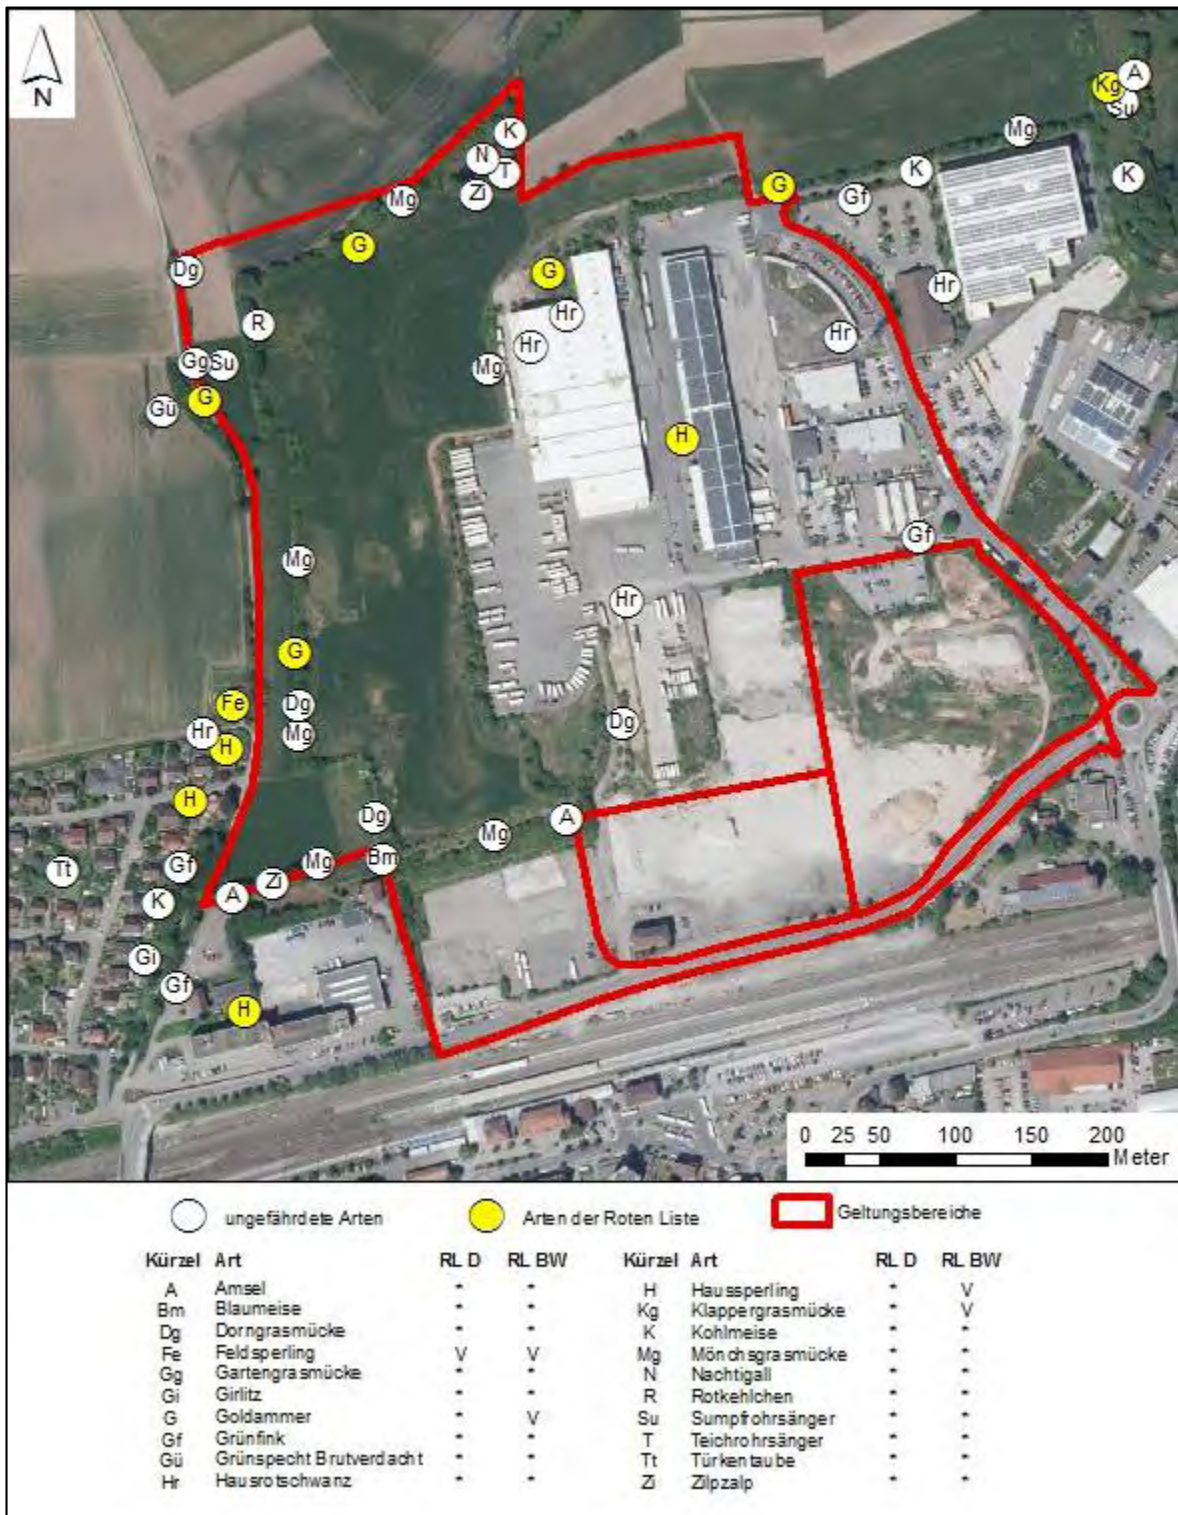 N
A
Kg
Su
K
Mg
N
T
K
K
Zi
G
Mg
Gf
G
Dg
G
Hr
Hr
R
Hr
Hr
Gg
Su
Mg
G
Gü
H
Gf
Mg
Hr
G
Fe
Dg
Dg
Hr
Mg
H
H
Dg
A
Mg
Bm
Gf
Mg
Tt
Zi
A
K
Gi
Gf
H
0 25 50 100 150 200
Meter
ungefährdete Arten Arten der Roten Liste Geltungsbereiche
Kürzel Art RL D RL BW Kürzel Art RL D RL BW
A Amsel * * H Haussperling * V
Bm Blaumeise * * Kg Klappergrasmücke * V
Dg Dorngrasmücke * * K Kohlmeise * *
Fe Feldsperling V V Mg Mönchsgrasmücke * *
Gg Gartengrasmücke * * N Nachtigall * *
Gi Girlitz * * R Rotkehlchen * *
G Goldammer * V Su Sumpfrohrsänger * *
Gf Grünfink * * T Teichrohrsänger * *
Gü Grünspecht Brutverdacht * * Tt Türkentaube * *
Hr Hausrotschwanz * * Zi Zilpzalp * *